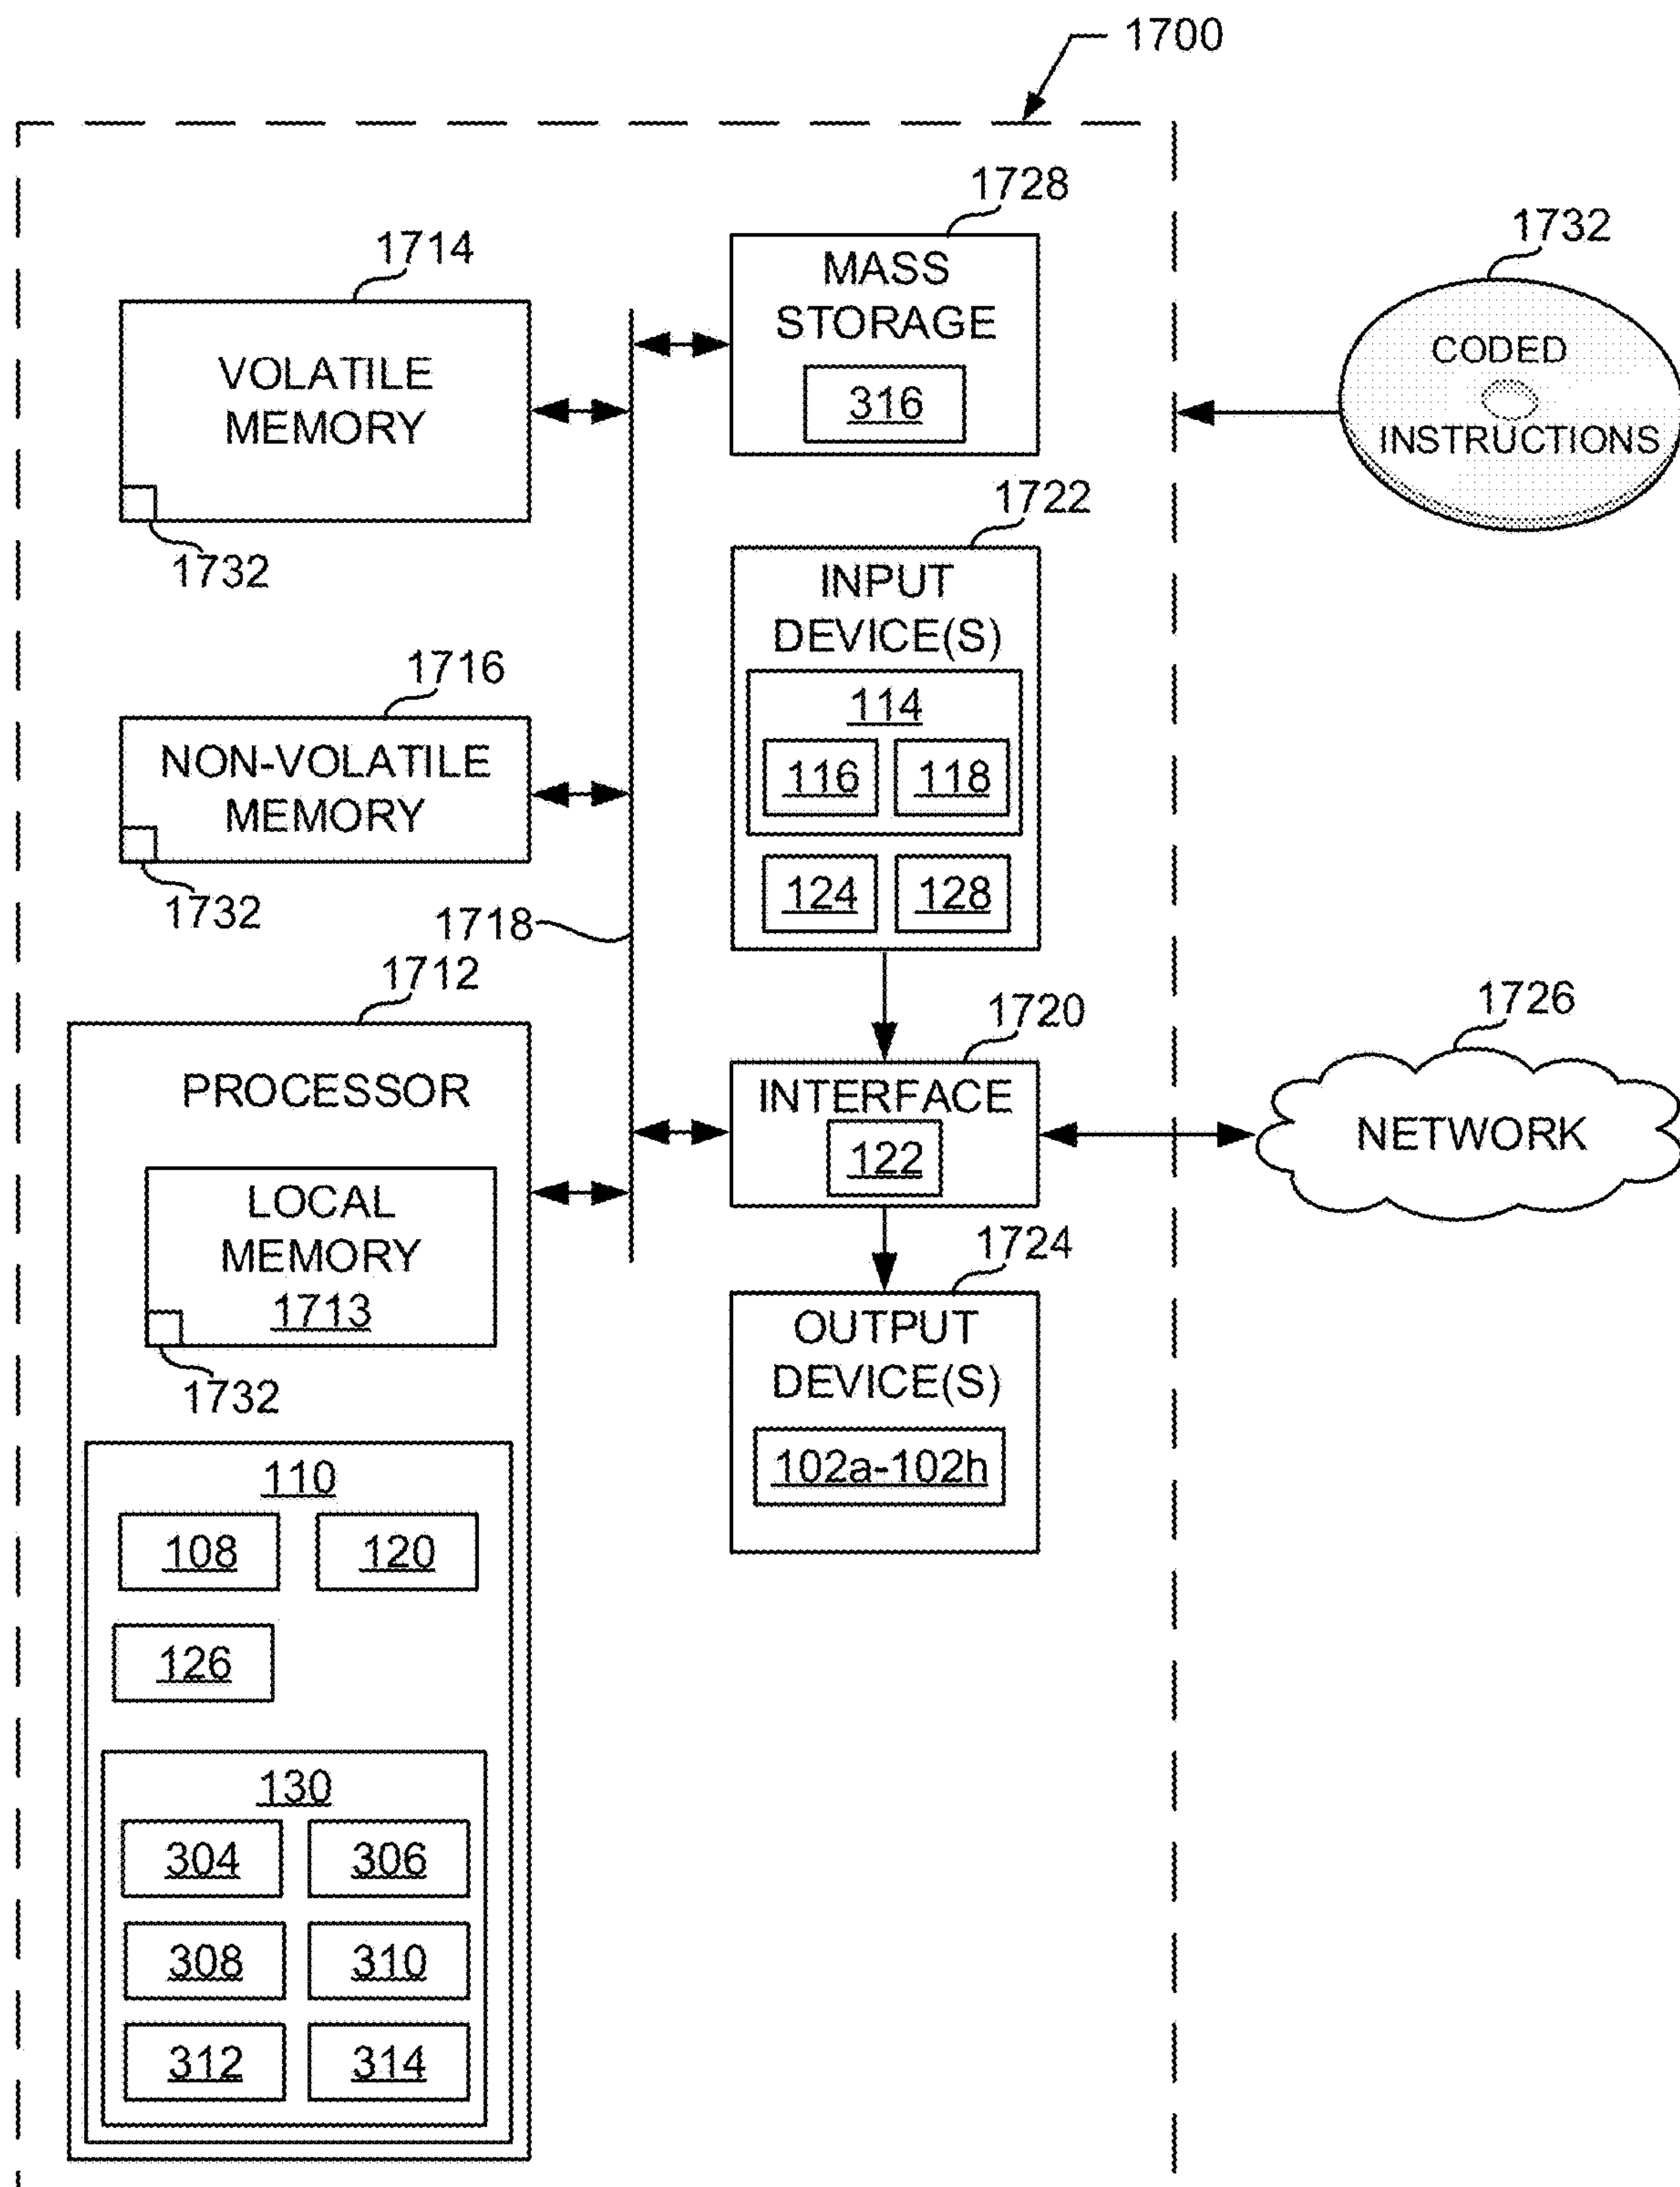 1700
1728
1714
1732
MASS
STORAGE
316
VOLATILE
MEMORY
CODED
INSTRUCTIONS
1732
1722
INPUT
DEVICE(S)
114
116 118
124 128
1716
NON-VOLATILE
MEMORY
1732
1718
1712
1720
1726
PROCESSOR
INTERFACE
122
NETWORK
LOCAL
MEMORY
1713
1732
1724
OUTPUT
DEVICE(S)
102a-102h
110
108 120
126
130
304 306
308 310
312 314